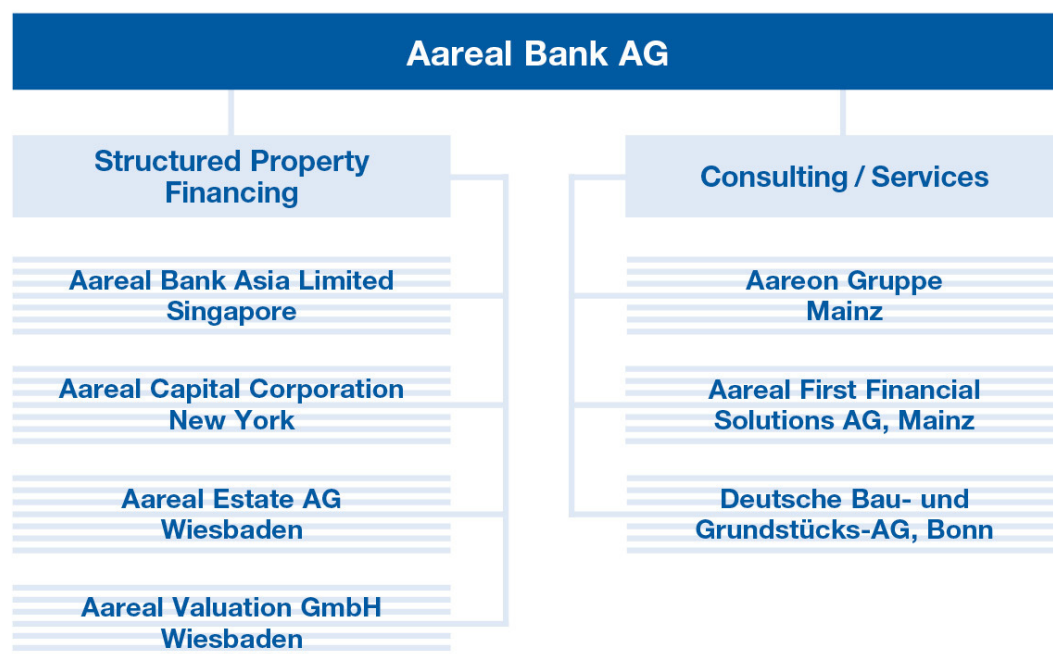 Aareal Bank AG
Structured Property
Financing
Aareal Bank Asia Limited
Singapore
Aareal Capital Corporation
New York
Aareal Estate AG
Wiesbaden
Aareal Valuation GmbH
Wiesbaden
Consulting / Services
Aareon Gruppe
Mainz
Aareal First Financial
Solutions AG, Mainz
Deutsche Bau- und
Grundstücks-AG, Bonn